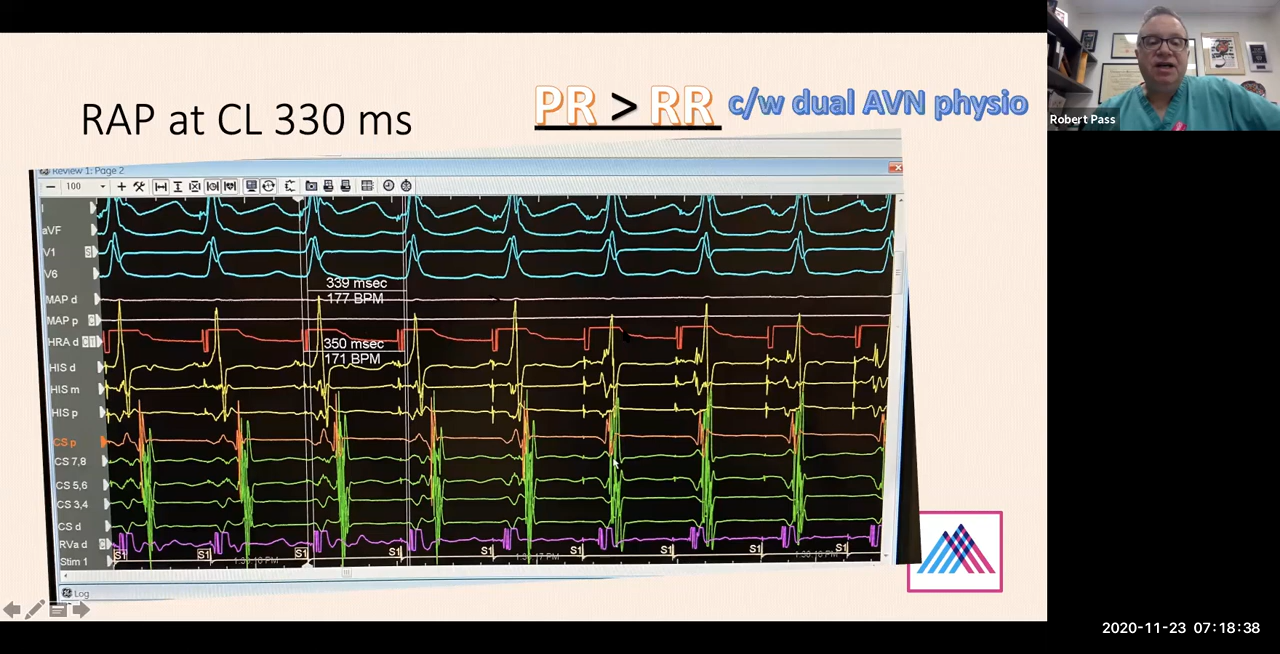 RAP at CL 330 ms
PR > RR c/w dual AVN physio
Robert Pass
Review 1: Page 2
100
I
aVF
V1 S
V6
MAP d
MAP p C
HRA d C1
HIS d
HIS m
HIS p
CS p
CS 7,8
CS 5,6
CS 3,4
CS d
RVa d C
Stim 1
339 msec
177 BPM
350 msec
171 BPM
S1 S1 S1 S1 S1 S1 S1 S1 S1
Log
2020-11-23 07:18:38